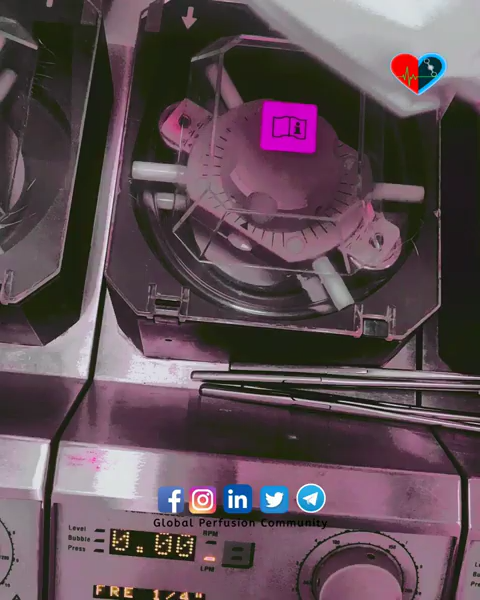 Global Perfusion Community
Level
Bubble
Press
0.00
RPM
LPM
FRE 1/4"